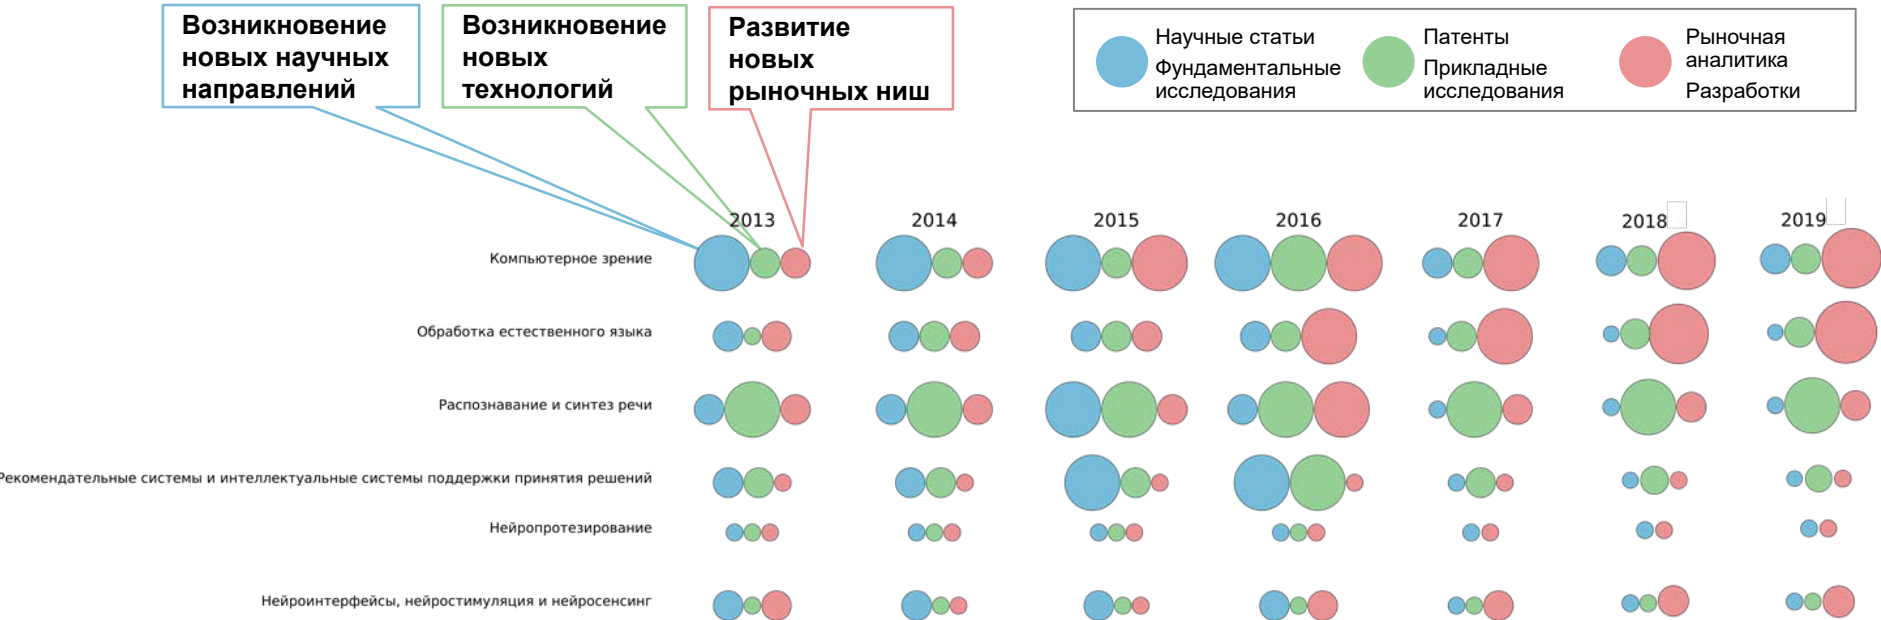 Возникновение
новых научных
направлений
Возникновение
новых
технологий
Развитие
новых
рыночных ниш
Научные статьи
Фундаментальные
исследования
Патенты
Прикладные
исследования
Рыночная
аналитика
Разработки
2013
2014
2015
2016
2017
2018
2019
Компьютерное зрение
Обработка естественного языка
Распознавание и синтез речи
Рекомендательные системы и интеллектуальные системы поддержки принятия решений
Нейропротезирование
Нейроинтерфейсы, нейростимуляция и нейросенсинг